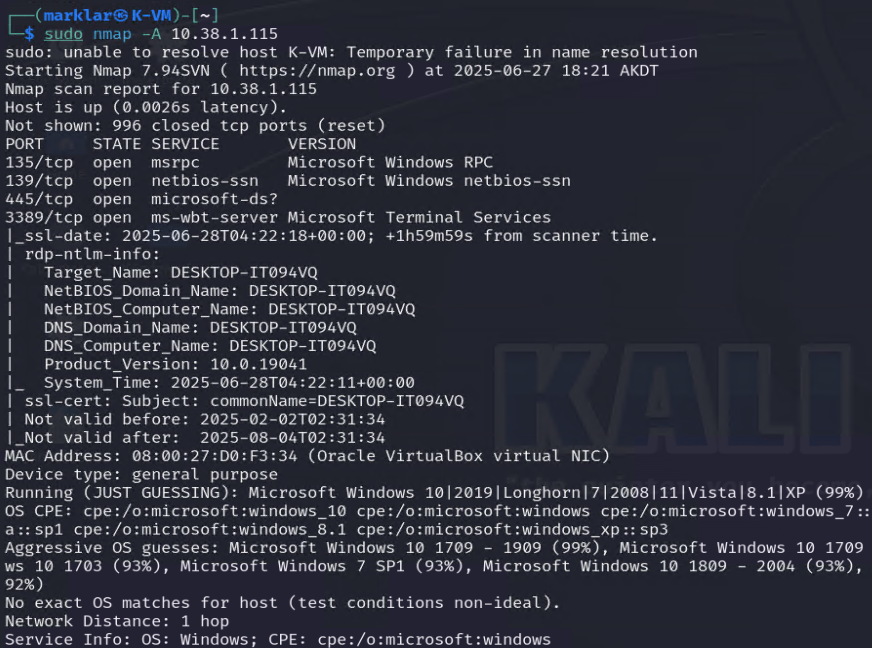 ┌──(marklar㉿K-VM)-[~]
└─$ sudo nmap -A 10.38.1.115
sudo: unable to resolve host K-VM: Temporary failure in name resolution
Starting Nmap 7.94SVN ( https://nmap.org ) at 2025-06-27 18:21 AKDT
Nmap scan report for 10.38.1.115
Host is up (0.0026s latency).
Not shown: 996 closed tcp ports (reset)
PORT     STATE SERVICE       VERSION
135/tcp  open  msrpc         Microsoft Windows RPC
139/tcp  open  netbios-ssn   Microsoft Windows netbios-ssn
445/tcp  open  microsoft-ds?
3389/tcp open  ms-wbt-server Microsoft Terminal Services
|_ssl-date: 2025-06-28T04:22:18+00:00; +1h59m59s from scanner time.
| rdp-ntlm-info:
|   Target_Name: DESKTOP-IT094VQ
|   NetBIOS_Domain_Name: DESKTOP-IT094VQ
|   NetBIOS_Computer_Name: DESKTOP-IT094VQ
|   DNS_Domain_Name: DESKTOP-IT094VQ
|   DNS_Computer_Name: DESKTOP-IT094VQ
|   Product_Version: 10.0.19041
|_  System_Time: 2025-06-28T04:22:11+00:00
| ssl-cert: Subject: commonName=DESKTOP-IT094VQ
| Not valid before: 2025-02-02T02:31:34
|_Not valid after:  2025-08-04T02:31:34
MAC Address: 08:00:27:D0:F3:34 (Oracle VirtualBox virtual NIC)
Device type: general purpose
Running (JUST GUESSING): Microsoft Windows 10|2019|Longhorn|7|2008|11|Vista|8.1|XP (99%)
OS CPE: cpe:/o:microsoft:windows_10 cpe:/o:microsoft:windows cpe:/o:microsoft:windows_7::
a::sp1 cpe:/o:microsoft:windows_8.1 cpe:/o:microsoft:windows_xp::sp3
Aggressive OS guesses: Microsoft Windows 10 1709 - 1909 (99%), Microsoft Windows 10 1709
ws 10 1703 (93%), Microsoft Windows 7 SP1 (93%), Microsoft Windows 10 1809 - 2004 (93%),
92%)
No exact OS matches for host (test conditions non-ideal).
Network Distance: 1 hop
Service Info: OS: Windows; CPE: cpe:/o:microsoft:windows
KALI